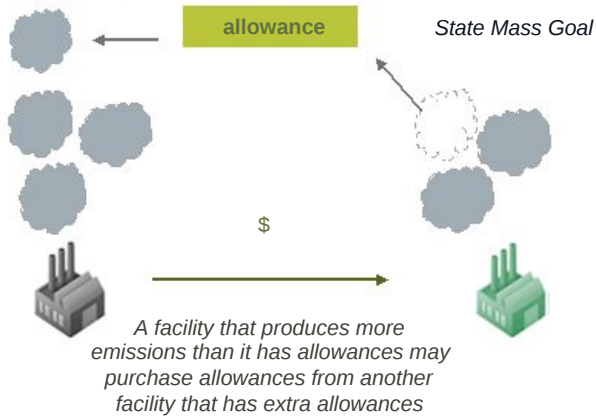 allowance
State Mass Goal
$
A facility that produces more
emissions than it has allowances may
purchase allowances from another
facility that has extra allowances